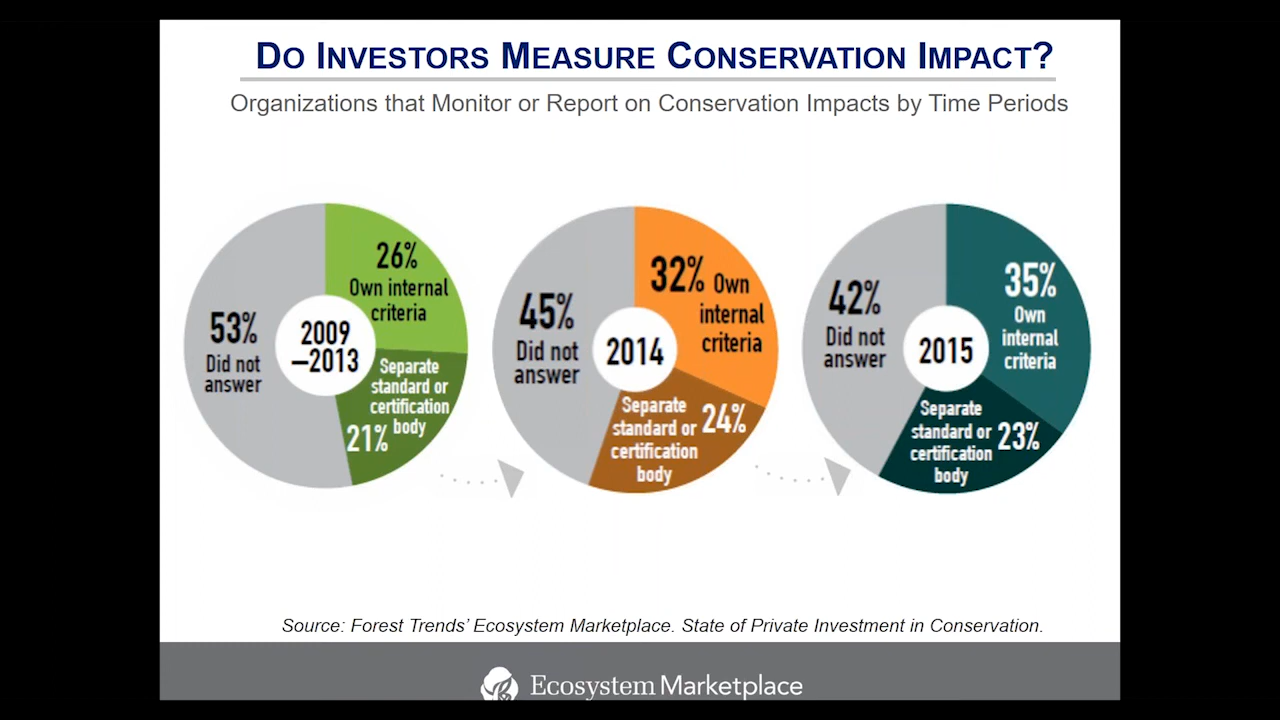 DO INVESTORS MEASURE CONSERVATION IMPACT?
Organizations that Monitor or Report on Conservation Impacts by Time Periods
26%
Own internal
criteria
53%
Did not
answer
2009
–2013
Separate
standard or
certification
body
21%
32% Own
internal
criteria
45%
Did not
answer
2014
Separate
standard or
certification
body
24%
35%
Own
internal
criteria
42%
Did not
answer
2015
Separate
standard or
certification
body
23%
Source: Forest Trends’ Ecosystem Marketplace. State of Private Investment in Conservation.
Ecosystem Marketplace